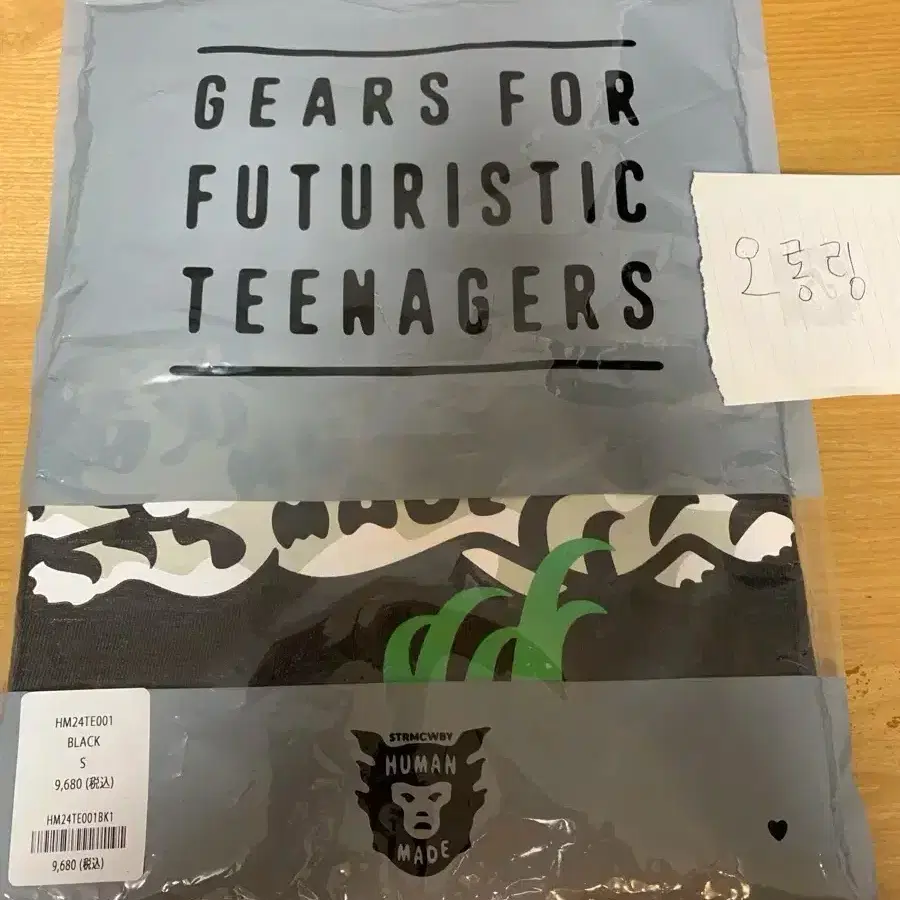 GEARS FOR
FUTURISTIC
TEENAGERS
오롱링
HM24TE001
BLACK
S
9,680 (税込)
HM24TE001BK1
9,680 (税込)
STRMCWBY
HUMAN
MADE